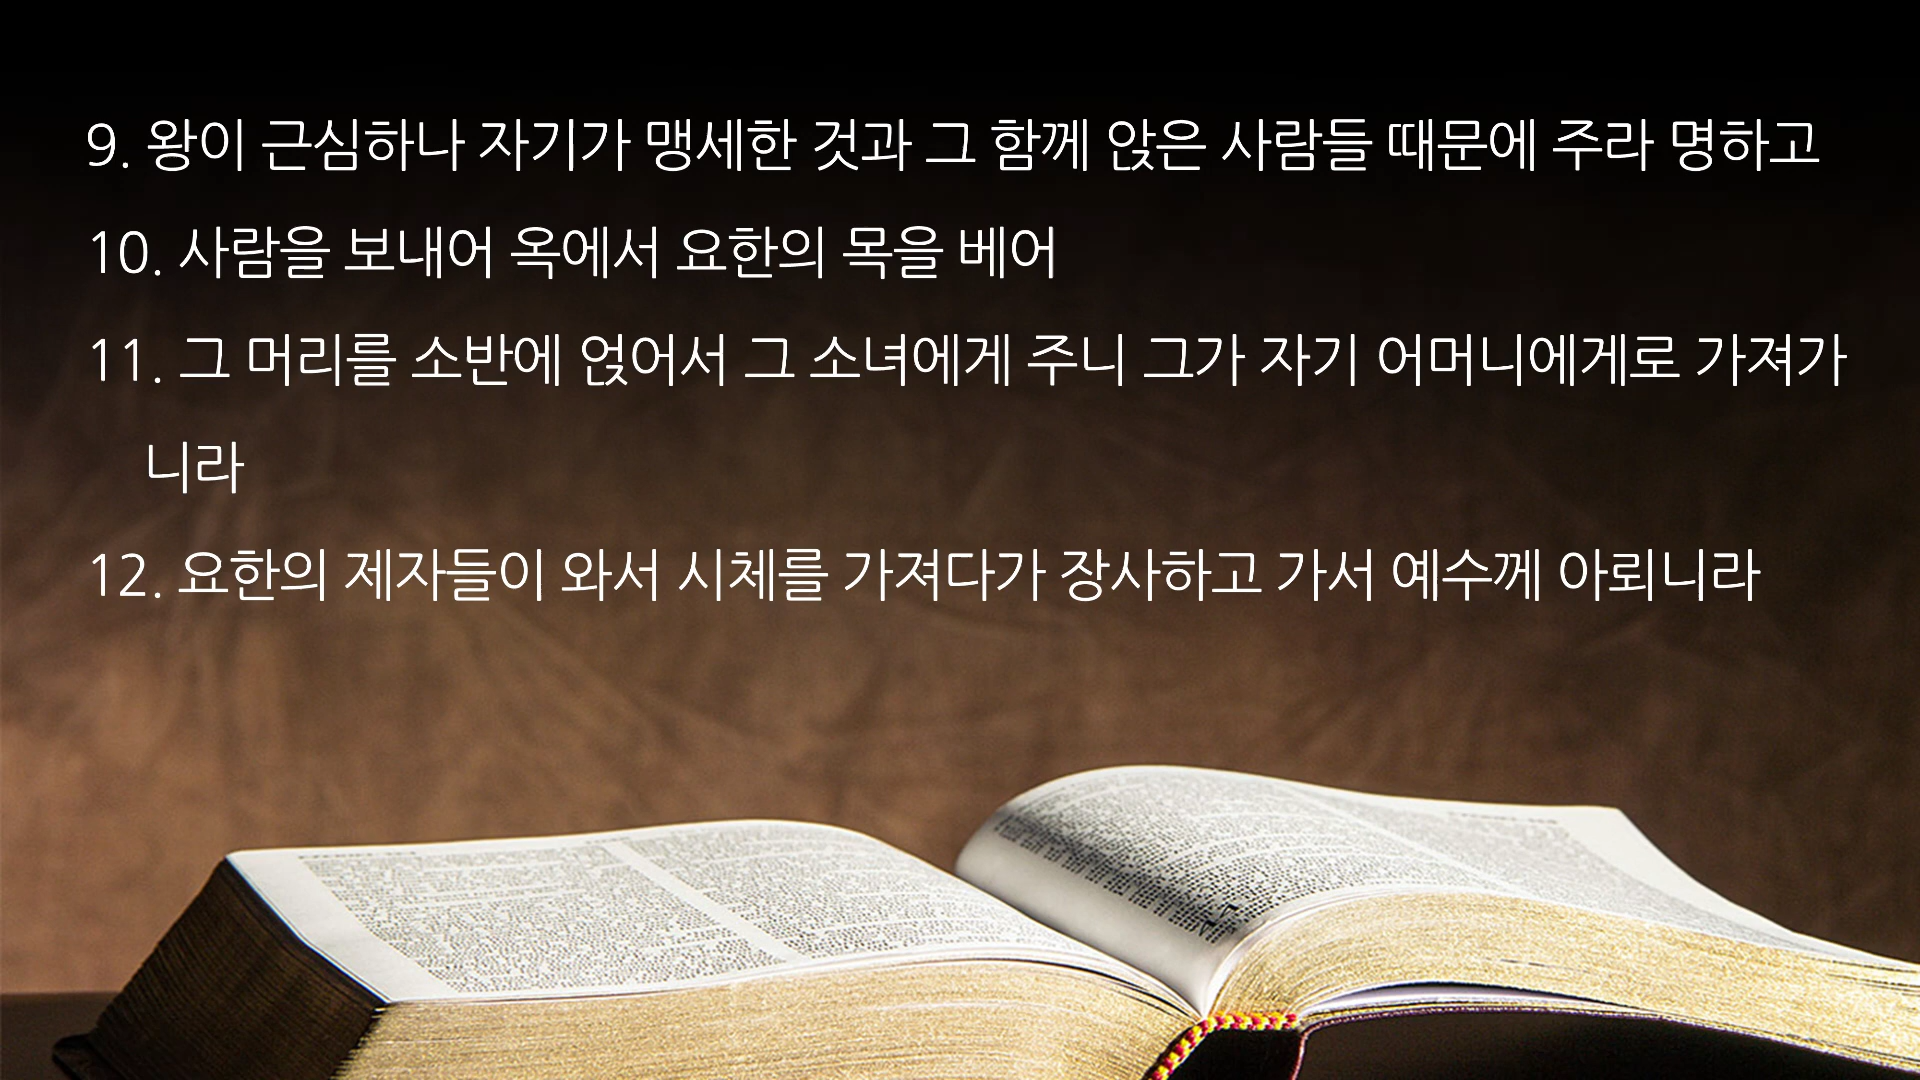 9. 왕이 근심하나 자기가 맹세한 것과 그 함께 앉은 사람들 때문에 주라 명하고
10. 사람을 보내어 옥에서 요한의 목을 베어
11. 그 머리를 소반에 얹어서 그 소녀에게 주니 그가 자기 어머니에게로 가져가
니라
12. 요한의 제자들이 와서 시체를 가져다가 장사하고 가서 예수께 아뢰니라